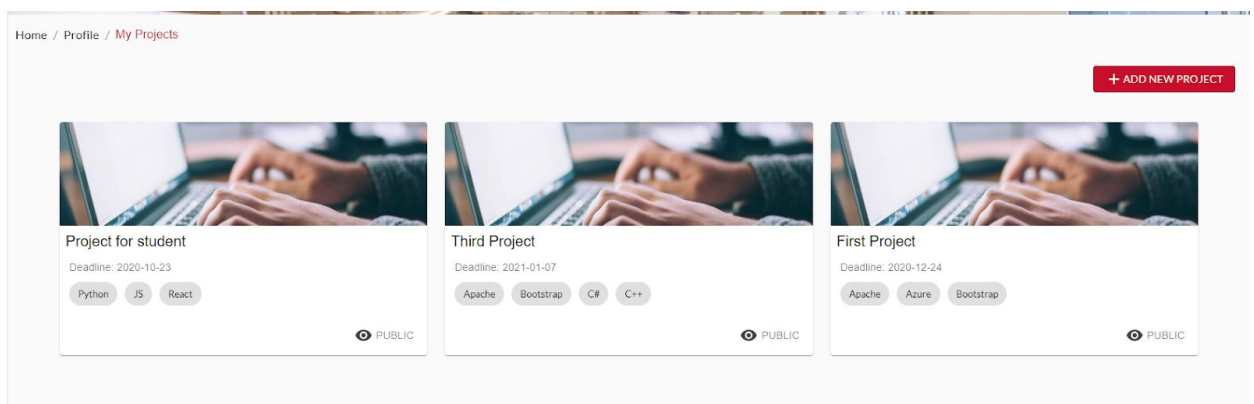 Home / Profile / My Projects
+ ADD NEW PROJECT
Project for student
Deadline: 2020-10-23
Python JS React
PUBLIC
Third Project
Deadline: 2021-01-07
Apache Bootstrap C# C++
PUBLIC
First Project
Deadline: 2020-12-24
Apache Azure Bootstrap
PUBLIC